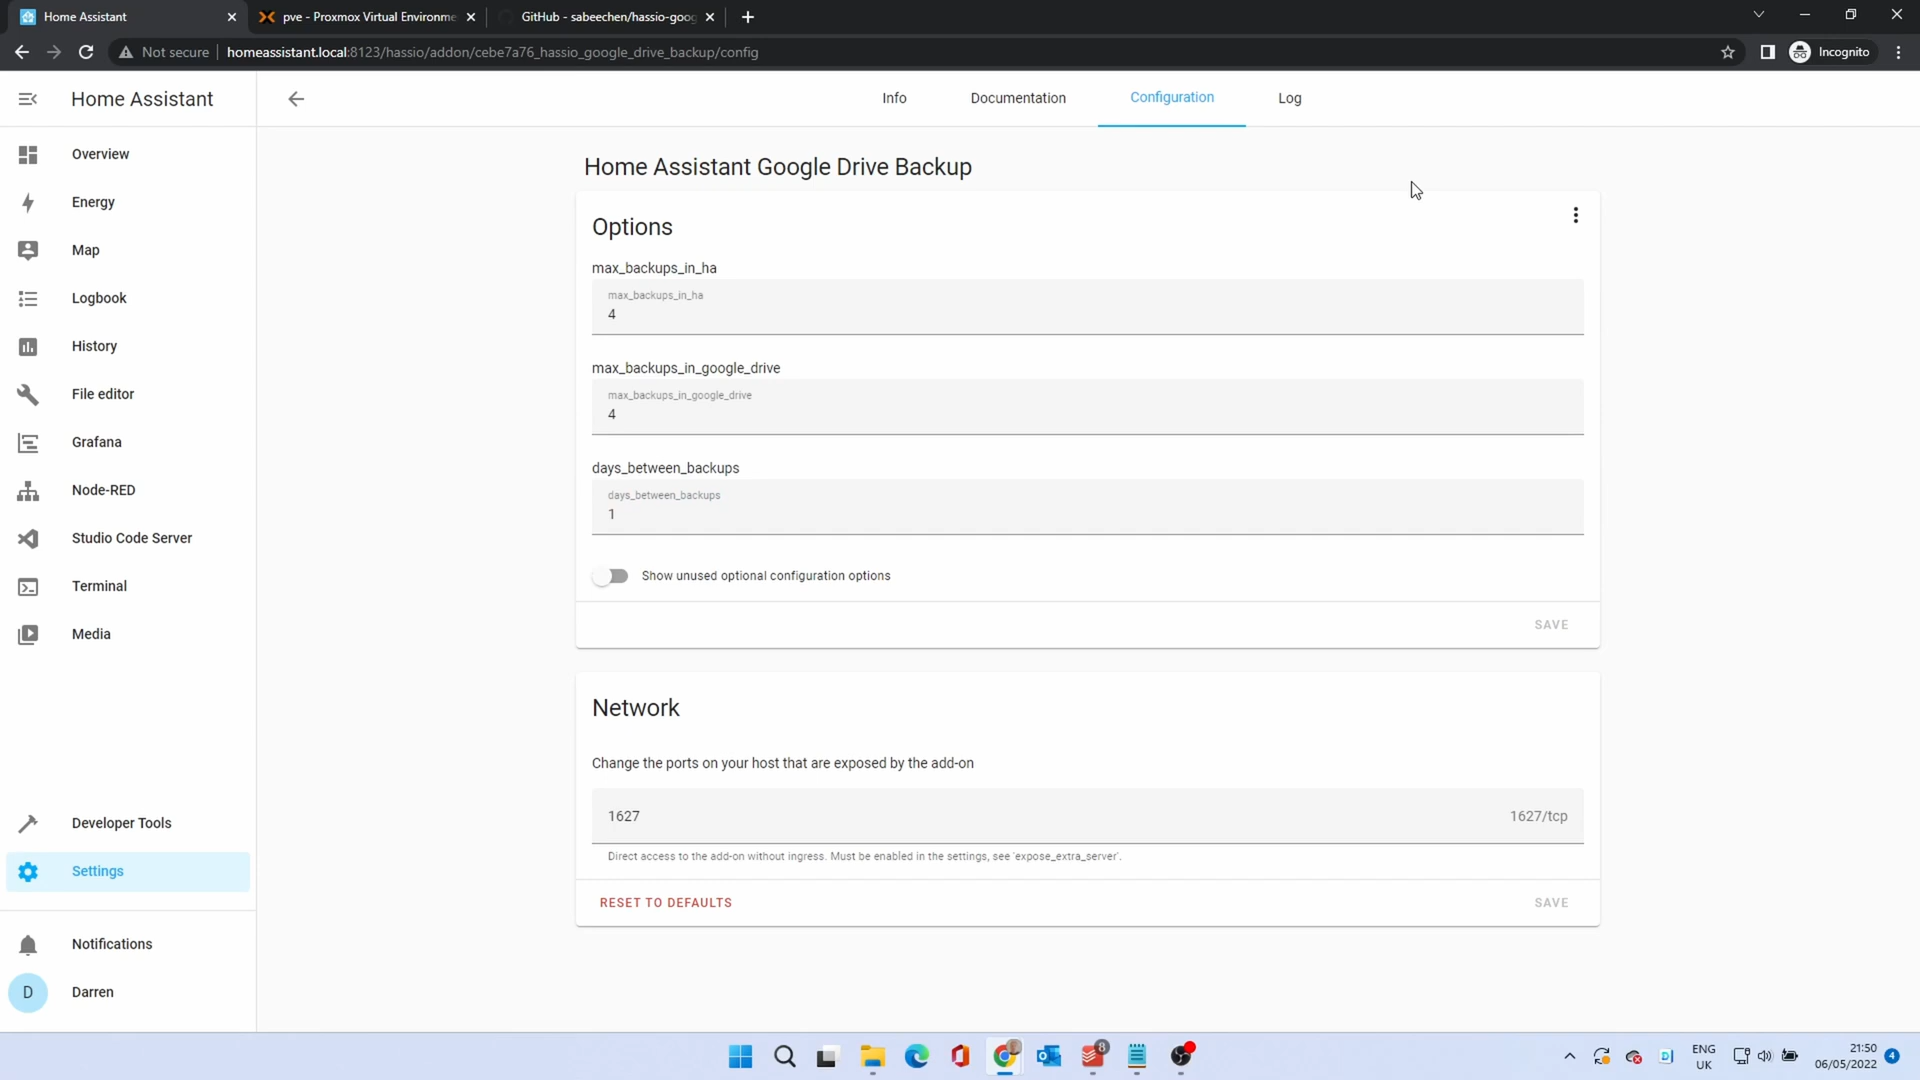 Home Assistant
pve - Proxmox Virtual Environme
GitHub - sabeechen/hassio-goog
Not secure
homeassistant.local:8123/hassio/addon/cebe7a76_hassio_google_drive_backup/config
Incognito
Home Assistant
Info
Documentation
Configuration
Log
Overview
Energy
Map
Logbook
History
File editor
Grafana
Node-RED
Studio Code Server
Terminal
Media
Developer Tools
Settings
Notifications
D
Darren
Home Assistant Google Drive Backup
Options
max_backups_in_ha
max_backups_in_ha
4
max_backups_in_google_drive
max_backups_in_google_drive
4
days_between_backups
days_between_backups
1
Show unused optional configuration options
SAVE
Network
Change the ports on your host that are exposed by the add-on
1627
1627/tcp
Direct access to the add-on without ingress. Must be enabled in the settings, see 'expose_extra_server'.
RESET TO DEFAULTS
SAVE
8
D
ENG
UK
21:50
06/05/2022
4